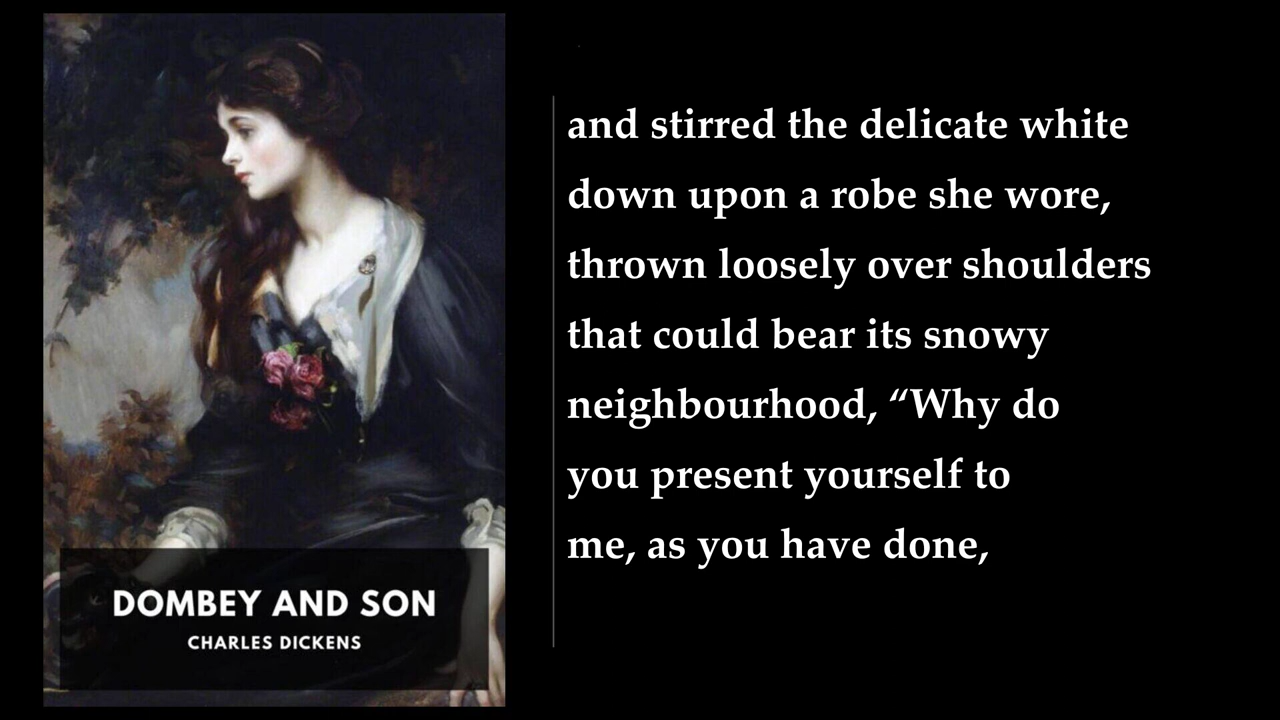 DOMBEY AND SON
CHARLES DICKENS
and stirred the delicate white
down upon a robe she wore,
thrown loosely over shoulders
that could bear its snowy
neighbourhood, “Why do
you present yourself to
me, as you have done,